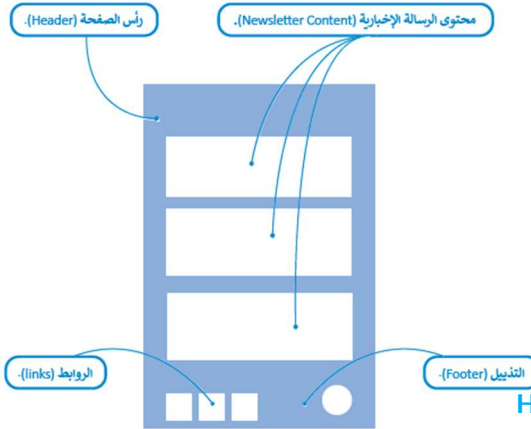 محتوى الرسالة الإخبارية (Newsletter Content).
رأس الصفحة (Header).
الروابط (links).
التذييل (Footer).
H